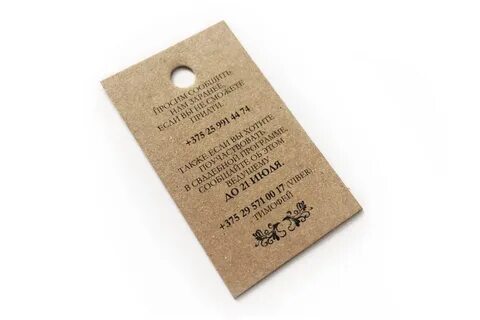 ПРОСИМ СООБЩИТЬ
НАМ ЗАРАНЕЕ,
ЕСЛИ ВЫ НЕ СМОЖЕТЕ
ПРИЙТИ.
+375 25 991 44 74
ТАКЖЕ ЕСЛИ ВЫ ХОТИТЕ
ПОУЧАСТВОВАТЬ
В СВАДЕБНОЙ ПРОГРАММЕ,
СООБЩАЙТЕ ОБ ЭТОМ
ВЕДУЩЕМУ
ДО 21 ИЮЛЯ.
+375 29 571 00 17 (VIBER)
ТИМОФЕЙ